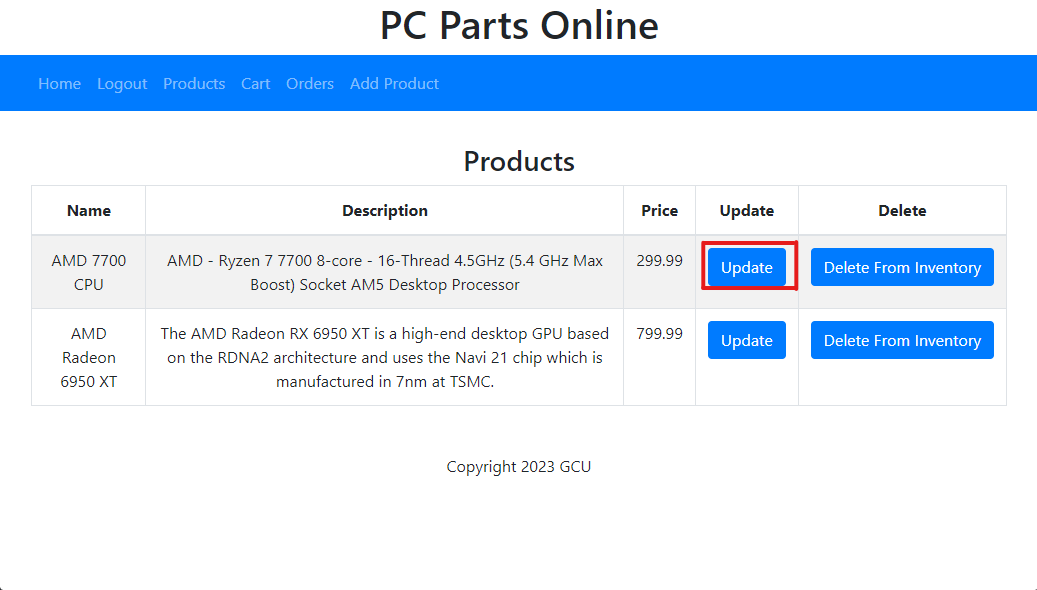 PC Parts Online
Home Logout Products Cart Orders Add Product
Products
Name Description Price Update Delete
AMD 7700 CPU AMD - Ryzen 7 7700 8-core - 16-Thread 4.5GHz (5.4 GHz Max Boost) Socket AM5 Desktop Processor 299.99 Update Delete From Inventory
AMD Radeon 6950 XT The AMD Radeon RX 6950 XT is a high-end desktop GPU based on the RDNA2 architecture and uses the Navi 21 chip which is manufactured in 7nm at TSMC. 799.99 Update Delete From Inventory
Copyright 2023 GCU